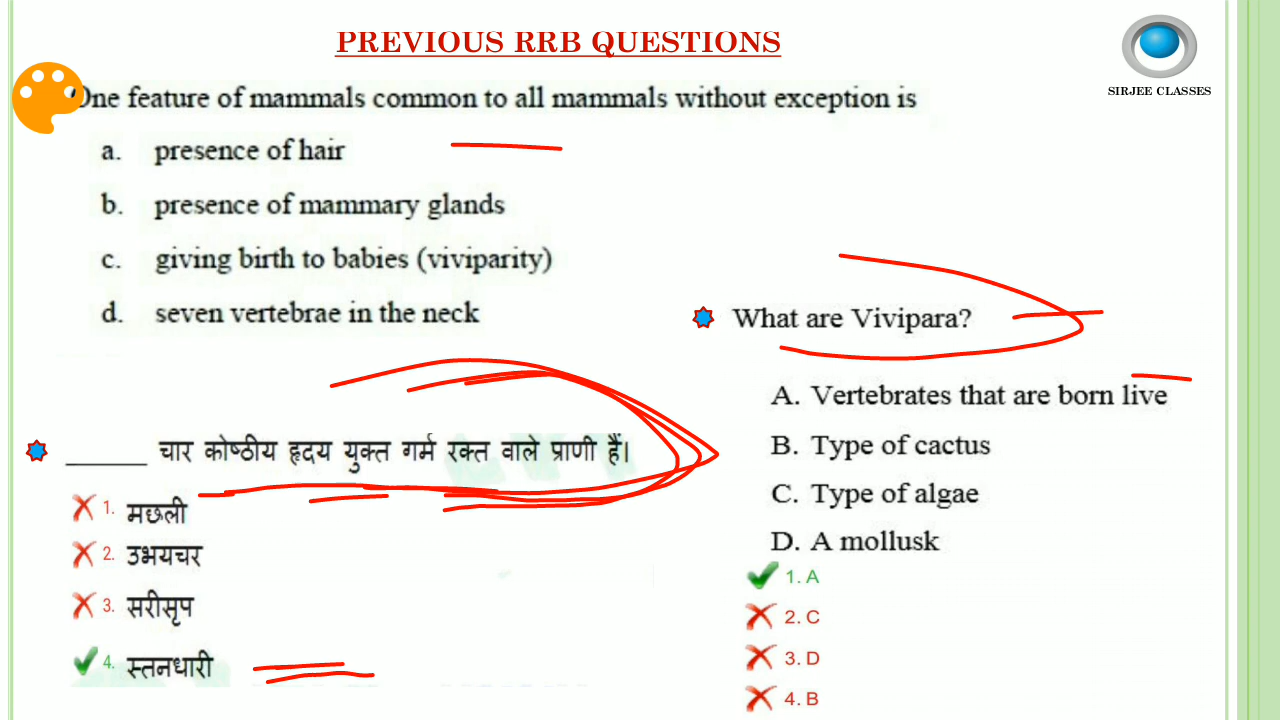 PREVIOUS RRB QUESTIONS
SIRJEE CLASSES
One feature of mammals common to all mammals without exception is
a. presence of hair
b. presence of mammary glands
c. giving birth to babies (viviparity)
d. seven vertebrae in the neck
______ चार कोष्ठीय हृदय युक्त गर्म रक्त वाले प्राणी हैं।
1. मछली
2. उभयचर
3. सरीसृप
4. स्तनधारी
What are Vivipara?
A. Vertebrates that are born live
B. Type of cactus
C. Type of algae
D. A mollusk
1. A
2. C
3. D
4. B